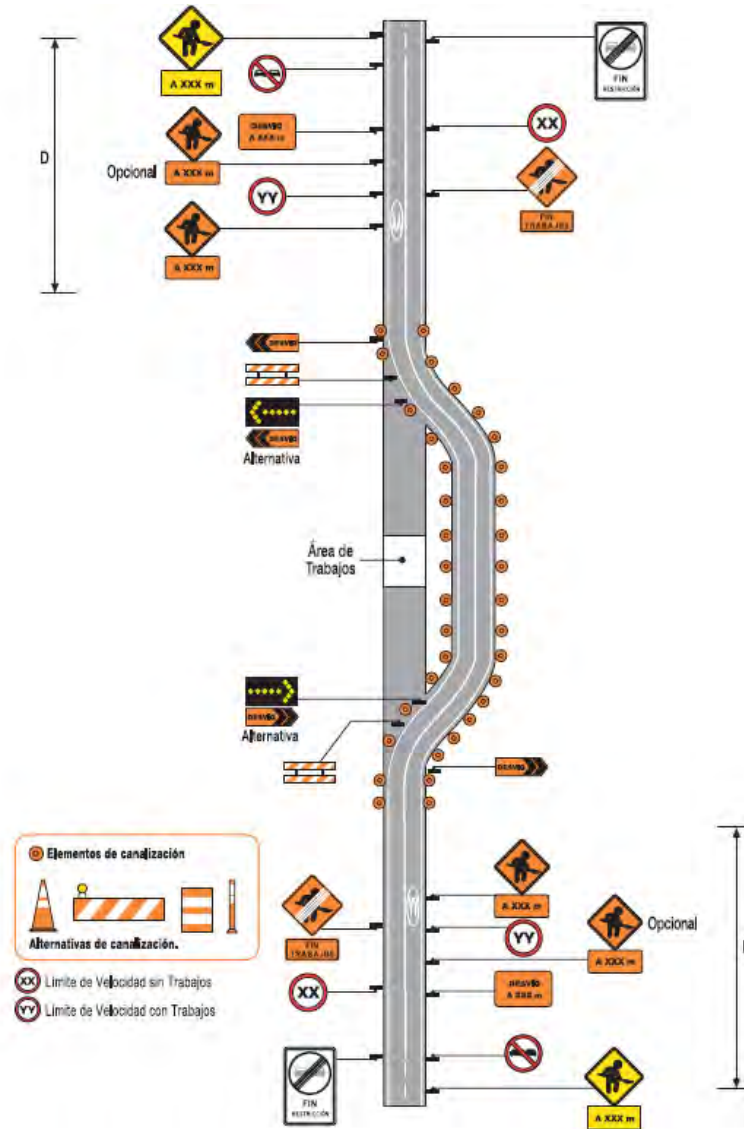 A XXX m
FIN
RESTRICCIÓN
DESVÍO
A XXX m
XX
D
Opcional
A XXX m
YY
FIN
TRABAJOS
A XXX m
DESVÍO
DESVÍO
Alternativa
Área de
Trabajos
DESVÍO
Alternativa
DESVÍO
Elementos de canalización
Alternativas de canalización.
XX Límite de Velocidad sin Trabajos
YY Límite de Velocidad con Trabajos
A XXX m
FIN
TRABAJOS
YY
Opcional
A XXX m
XX
DESVÍO
A XXX m
FIN
RESTRICCIÓN
A XXX m